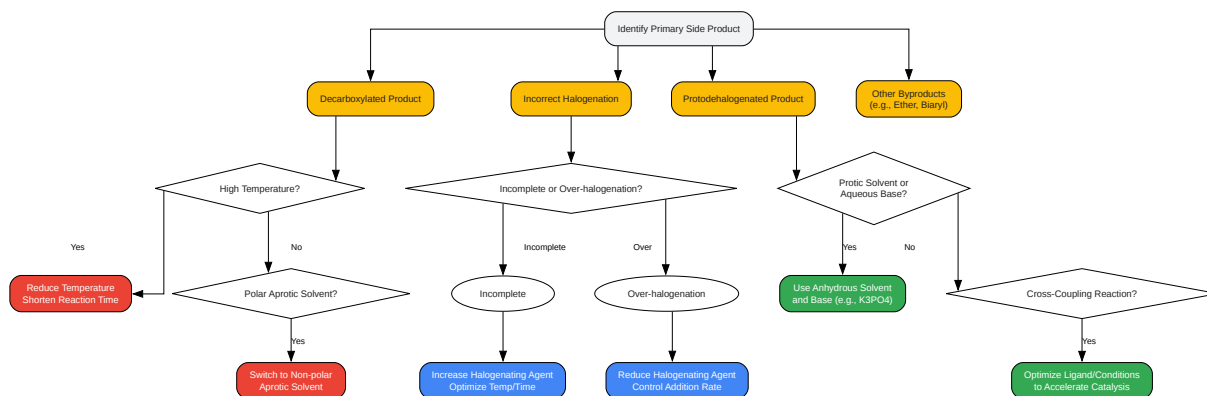 Identify Primary Side Product
Decarboxylated Product
Incorrect Halogenation
Protodehalogenated Product
Other Byproducts
(e.g., Ether, Biaryl)
High Temperature?
Incomplete or Over-halogenation?
Protic Solvent or
Aqueous Base?
Yes
No
Incomplete
Over
Yes
No
Reduce Temperature
Shorten Reaction Time
Polar Aprotic Solvent?
Incomplete
Over-halogenation
Use Anhydrous Solvent
and Base (e.g., K3PO4)
Cross-Coupling Reaction?
Yes
Yes
Switch to Non-polar
Aprotic Solvent
Increase Halogenating Agent
Optimize Temp/Time
Reduce Halogenating Agent
Control Addition Rate
Optimize Ligand/Conditions
to Accelerate Catalysis